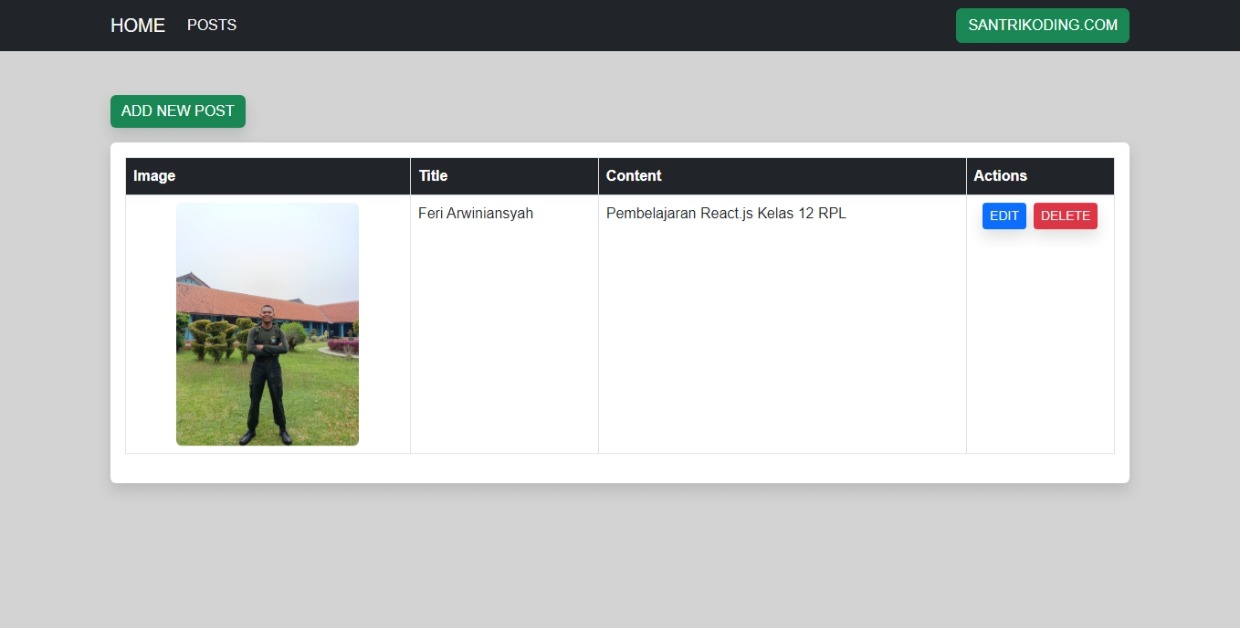 HOME POSTS SANTRIKODING.COM
ADD NEW POST
Image Title Content Actions
Feri Arwiniansyah Pembelajaran React.js Kelas 12 RPL EDIT DELETE